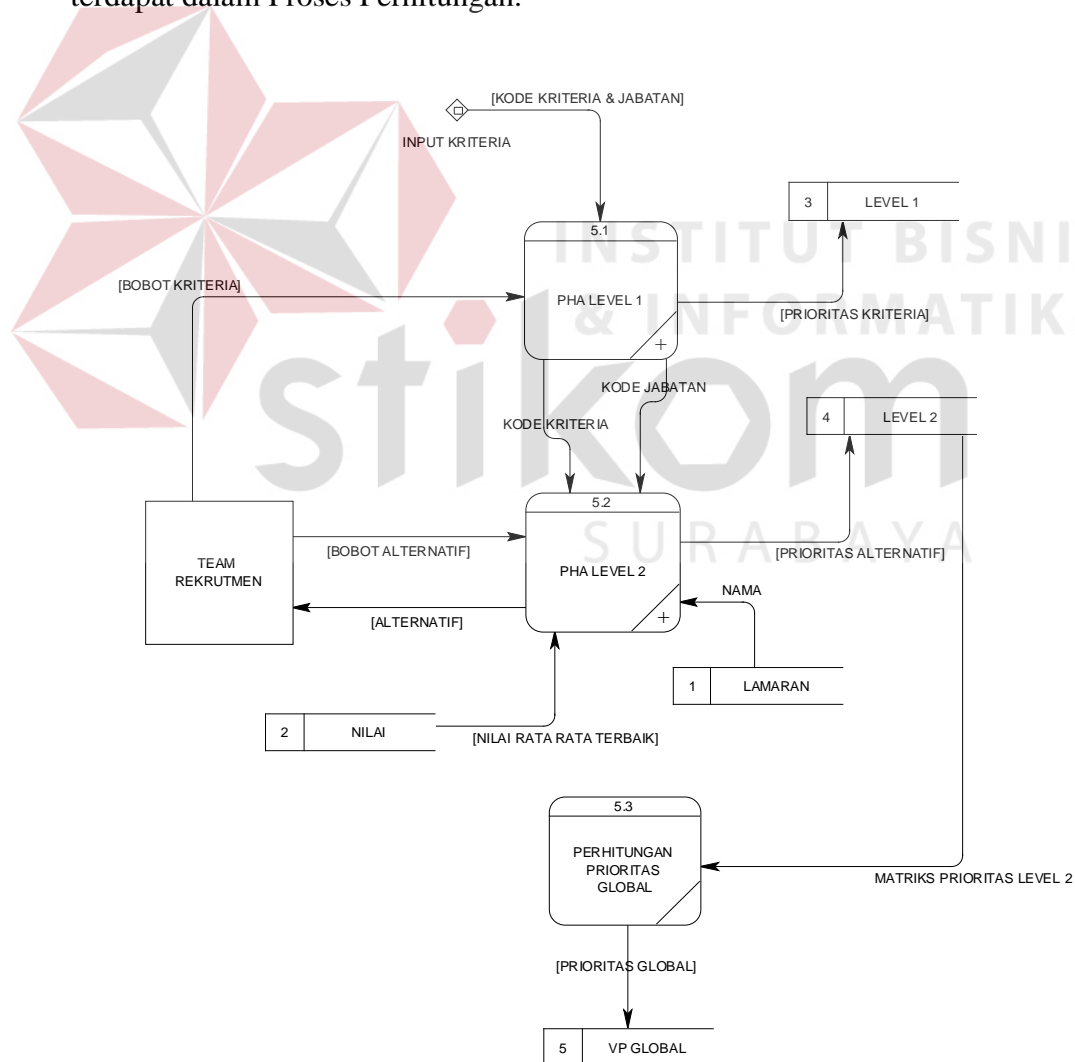 terdapat dalam Proses Perhitungan.
[KODE KRITERIA & JABATAN]
INPUT KRITERIA
3 LEVEL 1
5.1
INSTITUT BISNI
[BOBOT KRITERIA]
PHA LEVEL 1
& INFORMATIK
[PRIORITAS KRITERIA]
+
stikom
KODE JABATAN
KODE KRITERIA
4 LEVEL 2
5.2
SURABAYA
TEAM
REKRUTMEN
[BOBOT ALTERNATIF]
PHA LEVEL 2
[PRIORITAS ALTERNATIF]
NAMA
+
[ALTERNATIF]
1 LAMARAN
2 NILAI
[NILAI RATA RATA TERBAIK]
5.3
PERHITUNGAN
PRIORITAS
GLOBAL
MATRIKS PRIORITAS LEVEL 2
[PRIORITAS GLOBAL]
5 VP GLOBAL